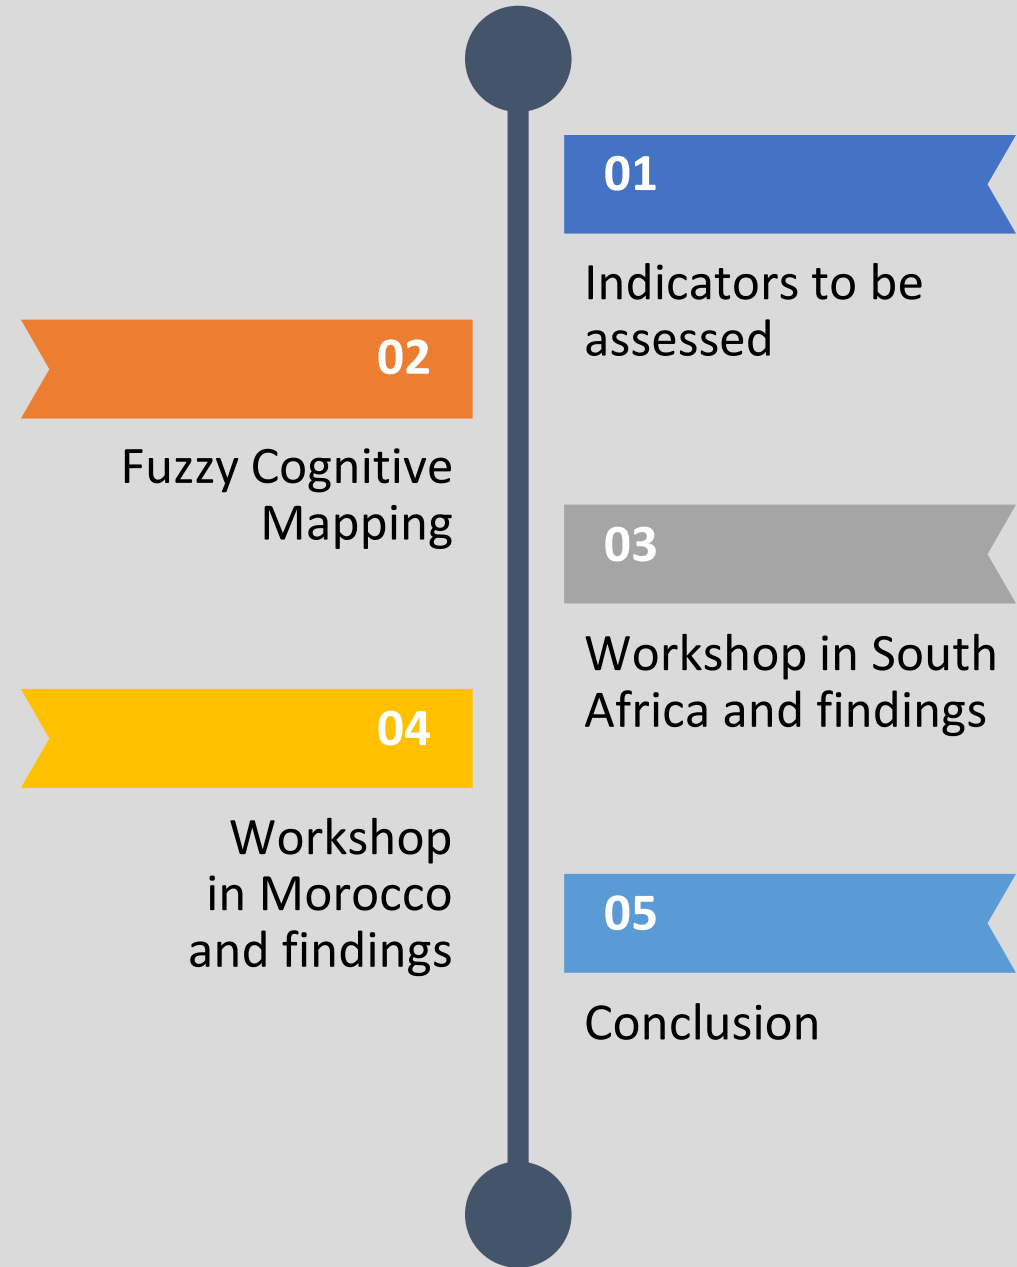 01
Indicators to be
assessed
02
Fuzzy Cognitive
Mapping
03
Workshop in South
Africa and findings
04
Workshop
in Morocco
and findings
05
Conclusion